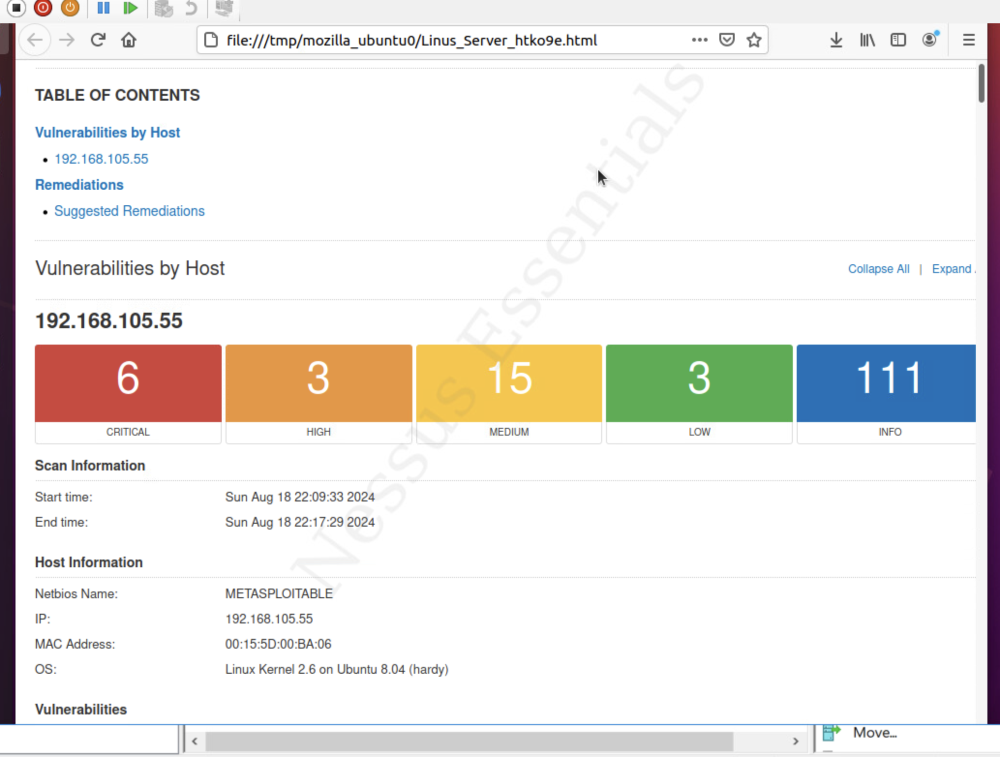 file:///tmp/mozilla_ubuntu0/Linus_Server_htko9e.html
TABLE OF CONTENTS
Vulnerabilities by Host
• 192.168.105.55
Remediations
• Suggested Remediations
Vulnerabilities by Host
Collapse All | Expand
192.168.105.55
6 3 15 3 111
CRITICAL HIGH MEDIUM LOW INFO
Scan Information
Start time: Sun Aug 18 22:09:33 2024
End time: Sun Aug 18 22:17:29 2024
Host Information
Netbios Name: METASPLOITABLE
IP: 192.168.105.55
MAC Address: 00:15:5D:00:BA:06
OS: Linux Kernel 2.6 on Ubuntu 8.04 (hardy)
Vulnerabilities
Nessus Essentials
Move...